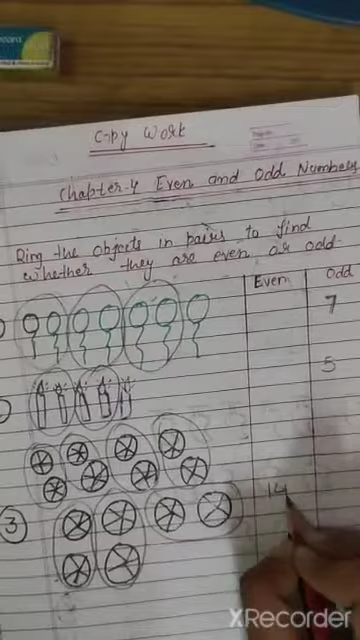 Copy Work
Chapter-4 Even and Odd Numbers
Ring the objects in pairs to find
whether they are even or odd.
Even Odd
7
5
3
14
XRecorder